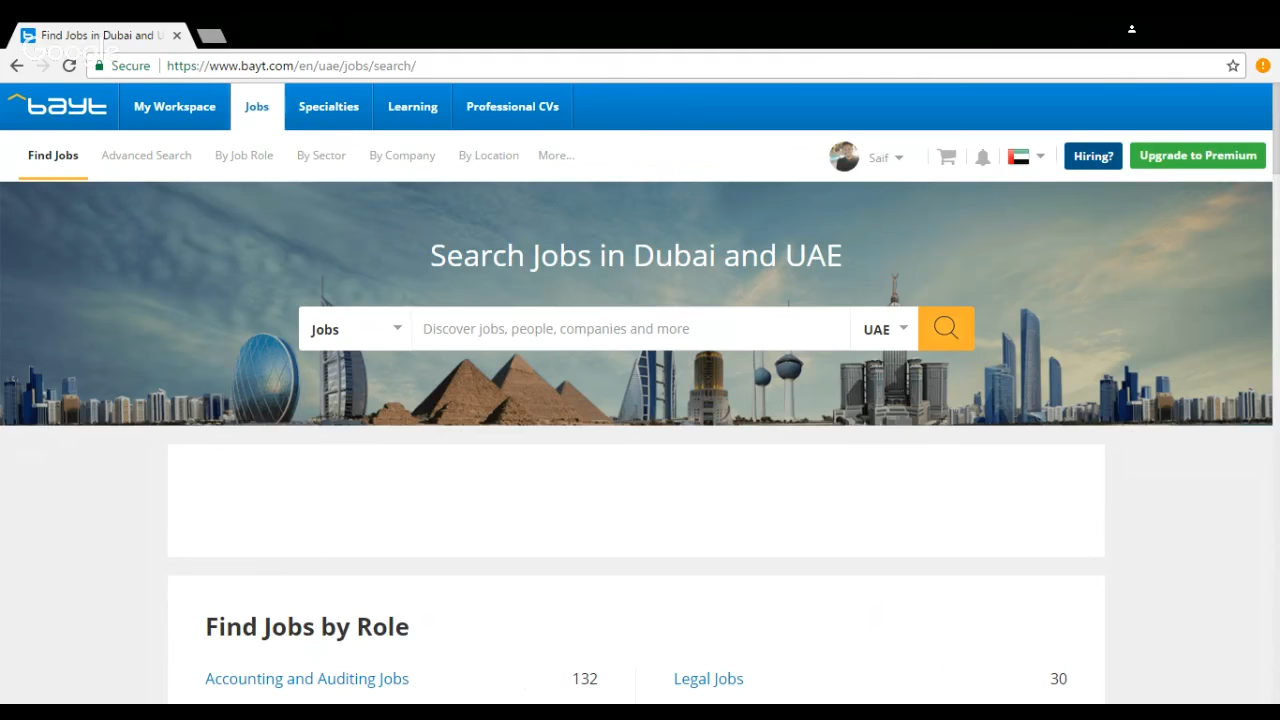 Find Jobs in Dubai and U
Google
Secure https://www.bayt.com/en/uae/jobs/search/
bayt My Workspace Jobs Specialties Learning Professional CVs
Find Jobs Advanced Search By Job Role By Sector By Company By Location More... Saif Hiring? Upgrade to Premium
Search Jobs in Dubai and UAE
Jobs Discover jobs, people, companies and more UAE
Find Jobs by Role
Accounting and Auditing Jobs 132 Legal Jobs 30